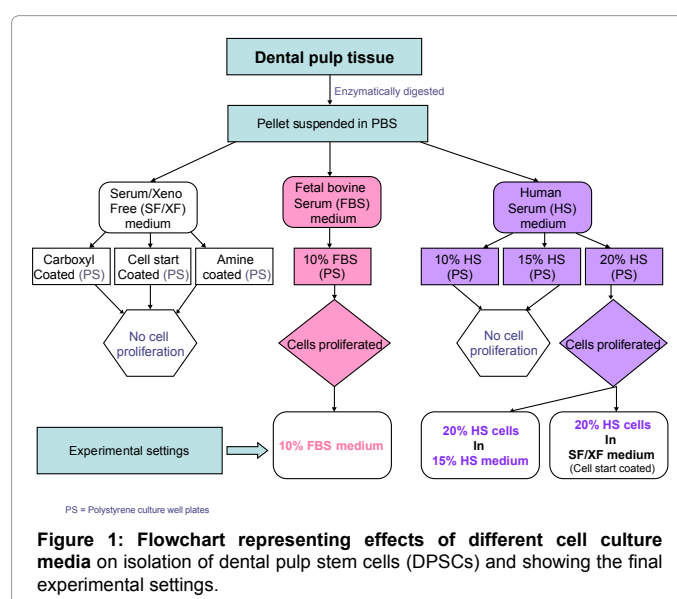 Dental pulp tissue
Enzymatically digested
Pellet suspended in PBS
Serum/Xeno
Free (SF/XF)
medium
Fetal bovine
Serum (FBS)
medium
Human
Serum (HS)
medium
Carboxyl
Coated (PS)
Cell start
Coated (PS)
Amine
coated (PS)
10% FBS
(PS)
10% HS
(PS)
15% HS
(PS)
20% HS
(PS)
No cell
proliferation
Cells proliferated
No cell
proliferation
Cells proliferated
Experimental settings
10% FBS medium
20% HS cells
In
15% HS medium
20% HS cells
In
SF/XF medium
(Cell start coated)
PS = Polystyrene culture well plates
Figure 1: Flowchart representing effects of different cell culture
media on isolation of dental pulp stem cells (DPSCs) and showing the final
experimental settings.